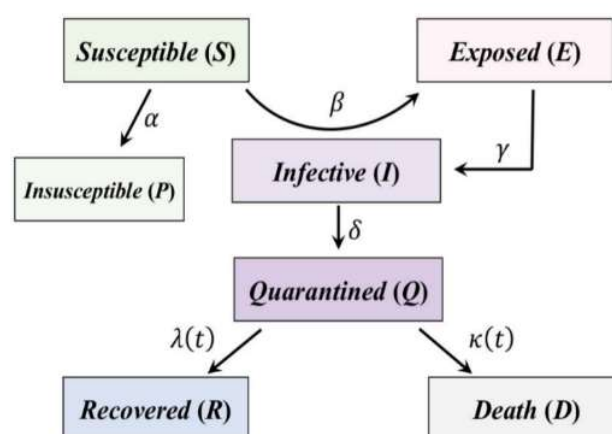 Susceptible (S)
Exposed (E)
β
α
γ
Insusceptible (P)
Infective (I)
δ
Quarantined (Q)
λ(t)
κ(t)
Recovered (R)
Death (D)